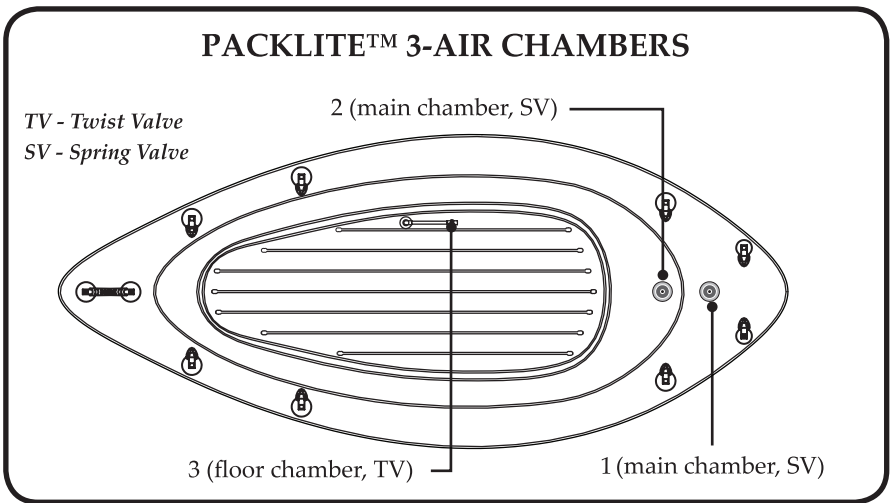 PACKLITE™ 3-AIR CHAMBERS
TV - Twist Valve
SV - Spring Valve
2 (main chamber, SV)
3 (floor chamber, TV)
1 (main chamber, SV)